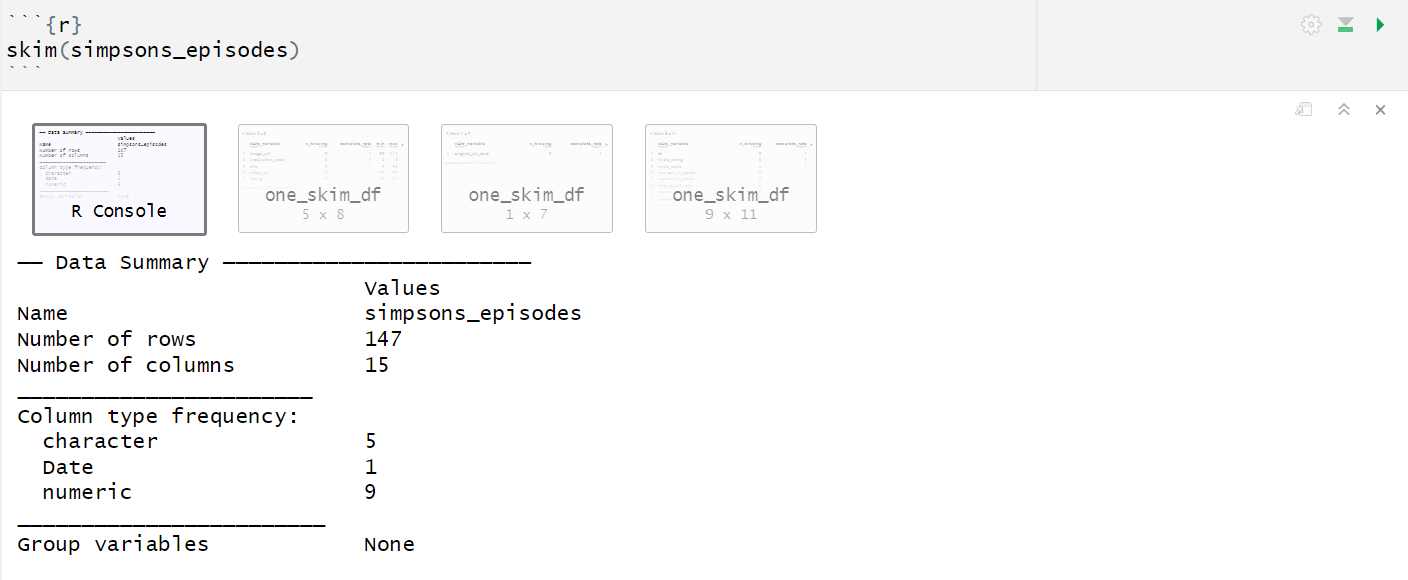 ```{r}
skim(simpsons_episodes)
```
R Console
one_skim_df
5 x 8
one_skim_df
1 x 7
one_skim_df
9 x 11
── Data Summary ────────────────────────
Values
Name simpsons_episodes
Number of rows 147
Number of columns 15
_______________________
Column type frequency:
character 5
Date 1
numeric 9
________________________
Group variables None